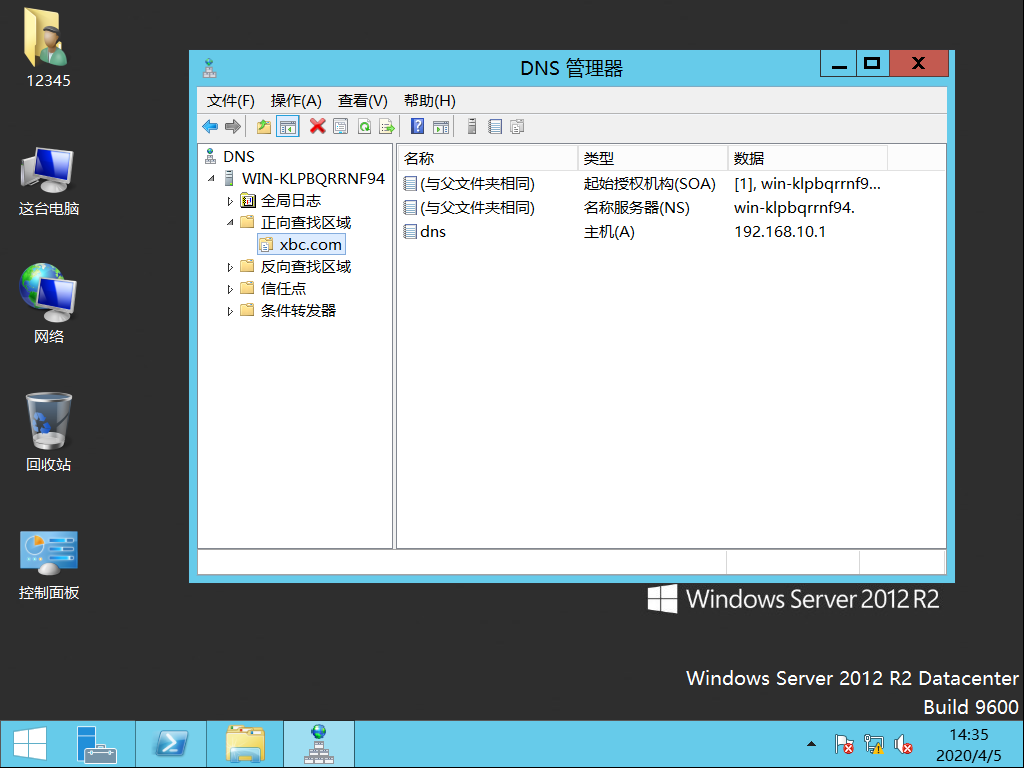 12345
这台电脑
网络
回收站
控制面板
DNS 管理器
文件(F) 操作(A) 查看(V) 帮助(H)
DNS
WIN-KLPBQRRNF94
全局日志
正向查找区域
xbc.com
反向查找区域
信任点
条件转发器
名称 类型 数据
(与父文件夹相同) 起始授权机构(SOA) [1], win-klpbqrrnf9...
(与父文件夹相同) 名称服务器(NS) win-klpbqrrnf94.
dns 主机(A) 192.168.10.1
Windows Server 2012 R2
Windows Server 2012 R2 Datacenter
Build 9600
14:35
2020/4/5